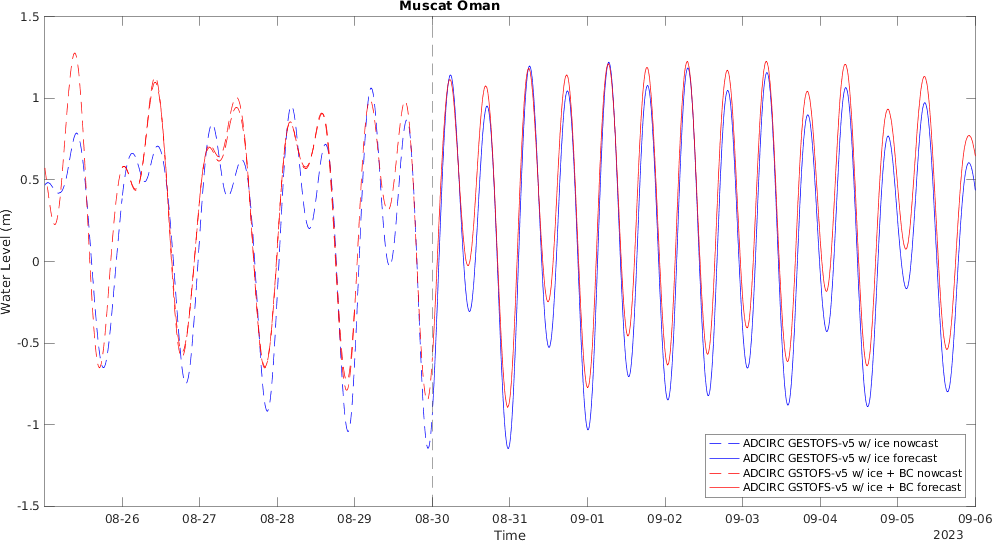 Muscat Oman
1.5
1
0.5
0
-0.5
-1
-1.5
Water Level (m)
08-26 08-27 08-28 08-29 08-30 08-31 09-01 09-02 09-03 09-04 09-05 09-06
Time
2023
ADCIRC GESTOFS-v5 w/ ice nowcast
ADCIRC GESTOFS-v5 w/ ice forecast
ADCIRC GSTOFS-v5 w/ ice + BC nowcast
ADCIRC GSTOFS-v5 w/ ice + BC forecast